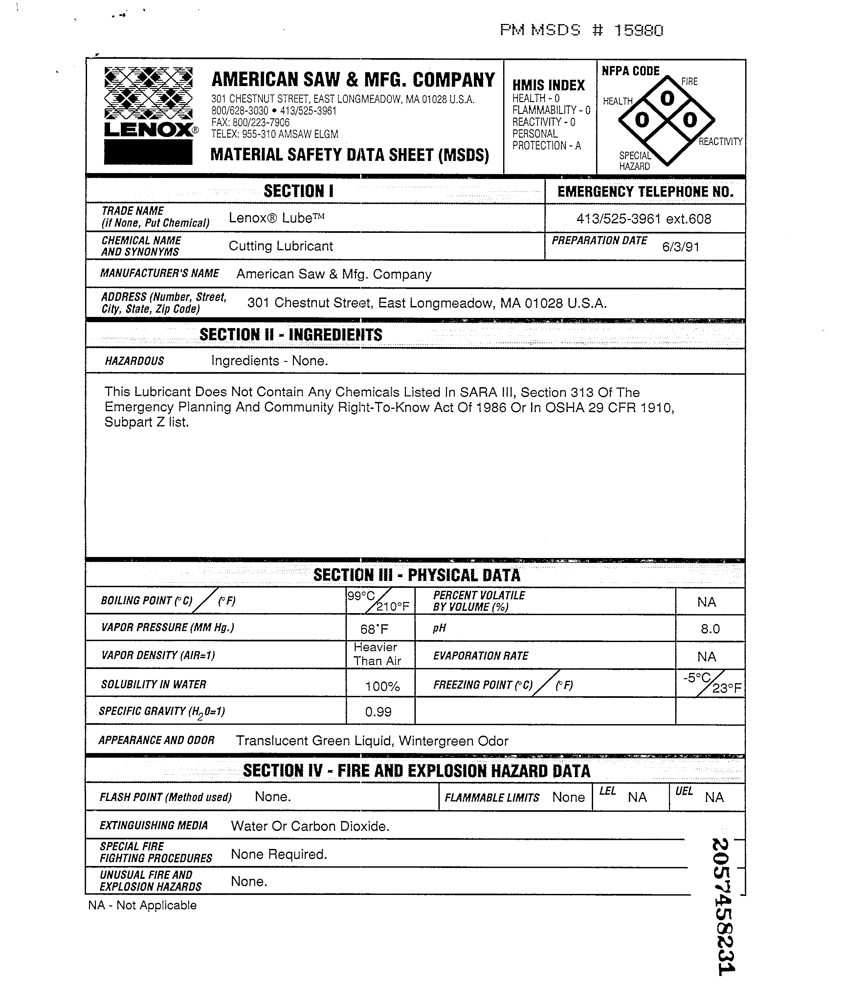 PM MSDS # 15980
LENOX®
AMERICAN SAW & MFG. COMPANY
301 CHESTNUT STREET, EAST LONGMEADOW, MA 01028 U.S.A.
800/628-3030 • 413/525-3961
FAX: 800/223-7906
TELEX: 955-310 AMSAW ELGM
MATERIAL SAFETY DATA SHEET (MSDS)
HMIS INDEX
HEALTH - 0
FLAMMABILITY - 0
REACTIVITY - 0
PERSONAL
PROTECTION - A
NFPA CODE
FIRE
HEALTH
0
0 0
REACTIVITY
SPECIAL
HAZARD
SECTION I
EMERGENCY TELEPHONE NO.
TRADE NAME
(if None, Put Chemical) Lenox® Lube™
413/525-3961 ext.608
CHEMICAL NAME
AND SYNONYMS Cutting Lubricant
PREPARATION DATE 6/3/91
MANUFACTURER'S NAME American Saw & Mfg. Company
ADDRESS (Number, Street,
City, State, Zip Code) 301 Chestnut Street, East Longmeadow, MA 01028 U.S.A.
SECTION II - INGREDIENTS
HAZARDOUS Ingredients - None.
This Lubricant Does Not Contain Any Chemicals Listed In SARA III, Section 313 Of The
Emergency Planning And Community Right-To-Know Act Of 1986 Or In OSHA 29 CFR 1910,
Subpart Z list.
SECTION III - PHYSICAL DATA
BOILING POINT (°C) / (°F) 99°C / 210°F
PERCENT VOLATILE
BY VOLUME (%) NA
VAPOR PRESSURE (MM Hg.) 68°F
pH 8.0
VAPOR DENSITY (AIR=1) Heavier
Than Air
EVAPORATION RATE NA
SOLUBILITY IN WATER 100%
FREEZING POINT (°C) / (°F) -5°C / 23°F
SPECIFIC GRAVITY (H2O=1) 0.99
APPEARANCE AND ODOR Translucent Green Liquid, Wintergreen Odor
SECTION IV - FIRE AND EXPLOSION HAZARD DATA
FLASH POINT (Method used) None.
FLAMMABLE LIMITS None
LEL NA
UEL NA
EXTINGUISHING MEDIA Water Or Carbon Dioxide.
SPECIAL FIRE
FIGHTING PROCEDURES None Required.
UNUSUAL FIRE AND
EXPLOSION HAZARDS None.
NA - Not Applicable
2057458231